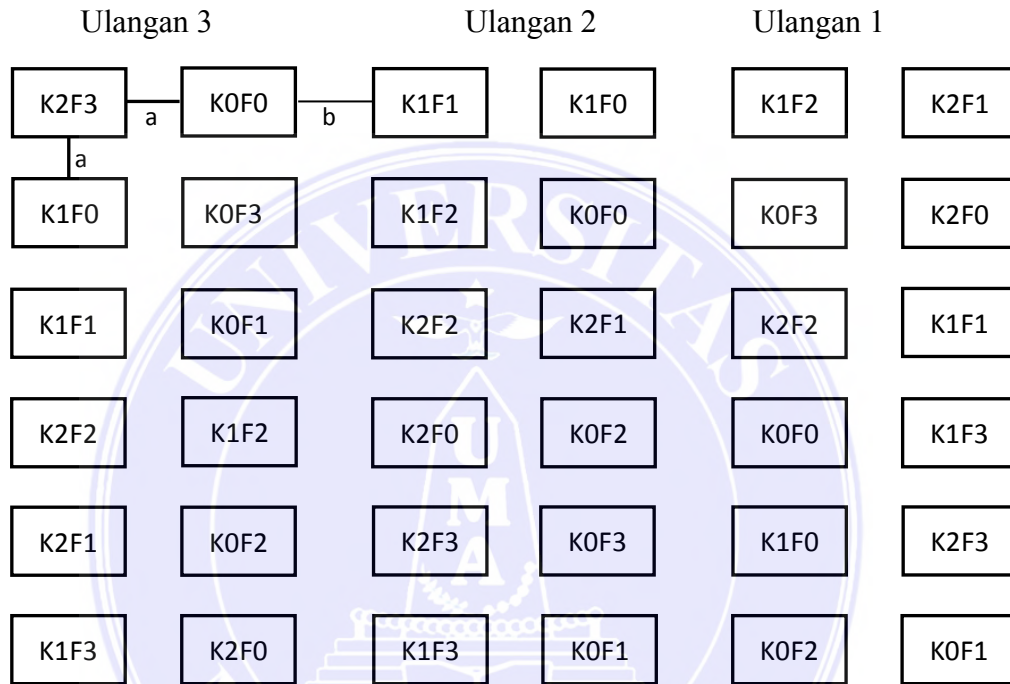 Ulangan 3 Ulangan 2 Ulangan 1
K2F3 a K0F0 b K1F1 K1F0 K1F2 K2F1
a
K1F0 K0F3 K1F2 K0F0 K0F3 K2F0
K1F1 K0F1 K2F2 K2F1 K2F2 K1F1
K2F2 K1F2 K2F0 K0F2 K0F0 K1F3
K2F1 K0F2 K2F3 K0F3 K1F0 K2F3
K1F3 K2F0 K1F3 K0F1 K0F2 K0F1
UNIVERSITAS
U
M
A